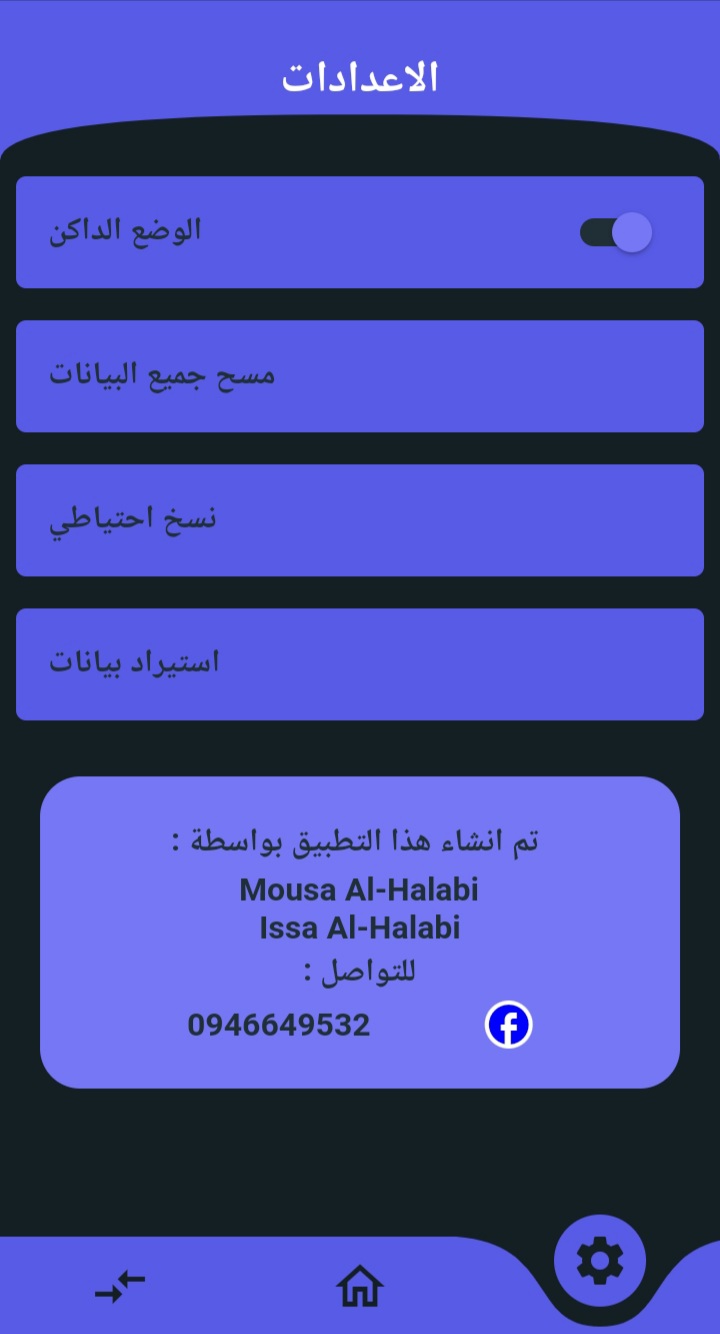 الاعدادات
الوضع الداكن
مسح جميع البيانات
نسخ احتياطي
استيراد بيانات
تم انشاء هذا التطبيق بواسطة :
Mousa Al-Halabi
Issa Al-Halabi
للتواصل :
0946649532